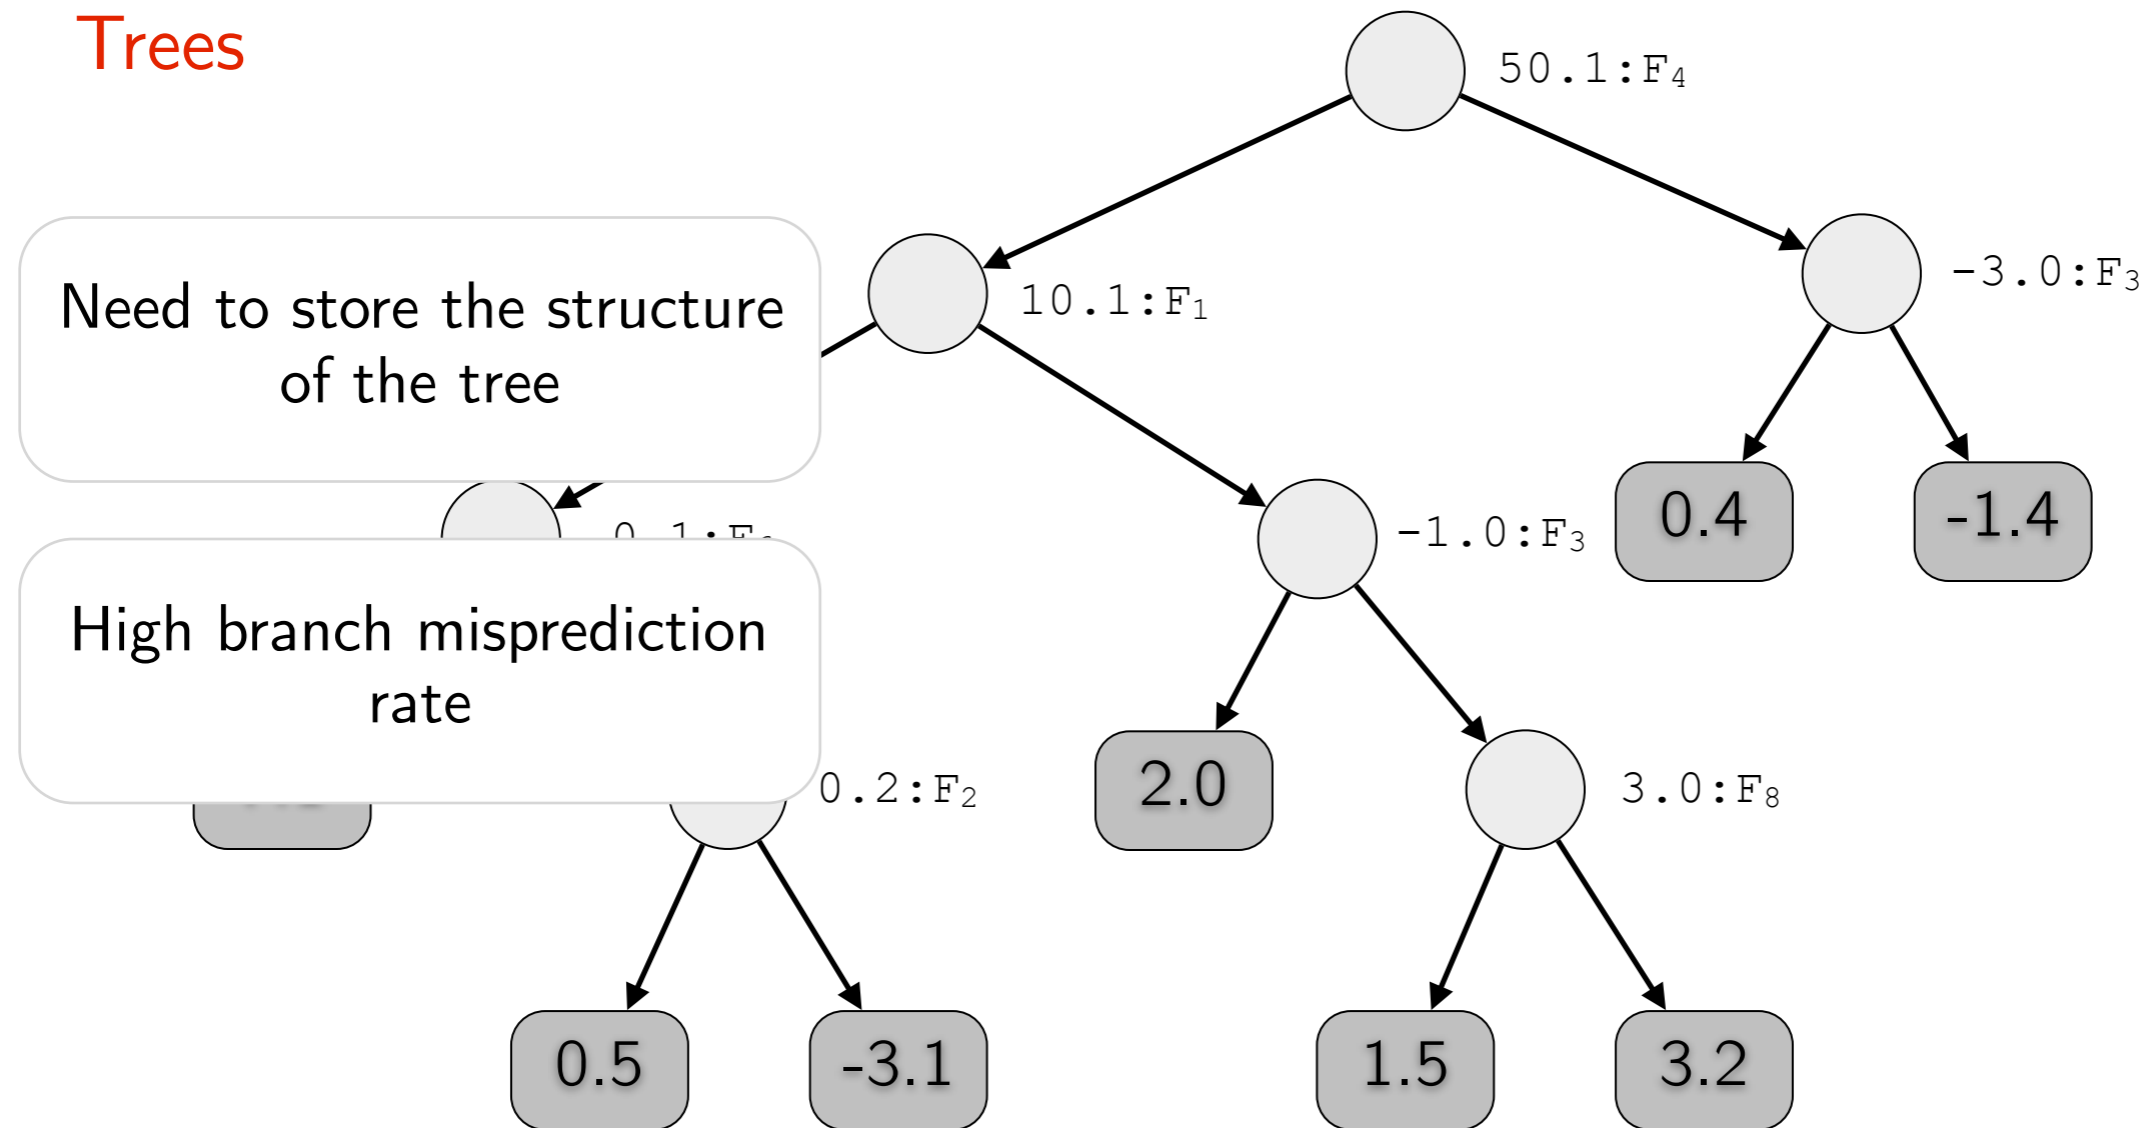 Trees
50.1:F₄
-3.0:F₃
10.1:F₁
Need to store the structure
of the tree
0.4
-1.4
-1.0:F₃
High branch misprediction
rate
0.2:F₂
2.0
3.0:F₈
0.5
-3.1
1.5
3.2